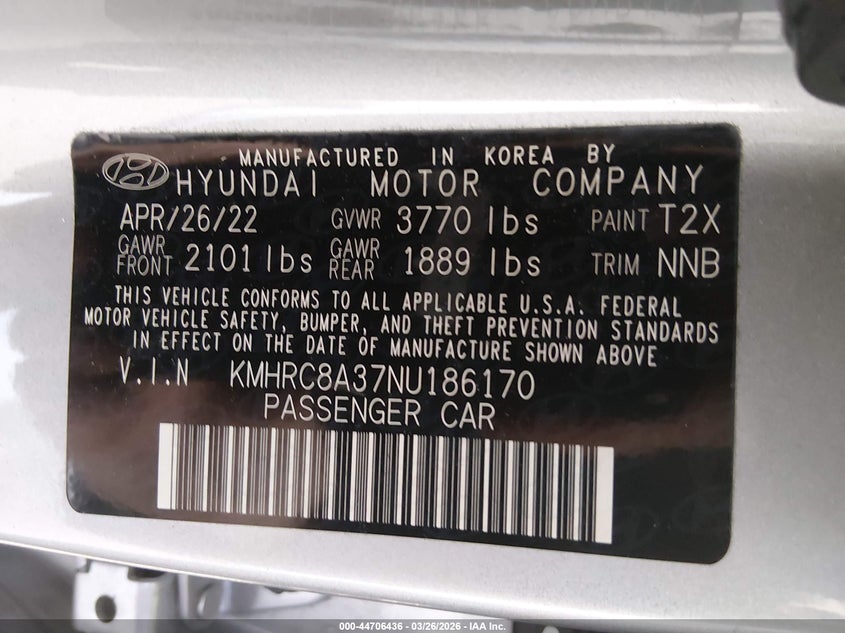 MANUFACTURED IN KOREA BY
HYUNDAI MOTOR COMPANY
APR/26/22 GVWR 3770 lbs PAINT T2X
GAWR FRONT 2101 lbs GAWR REAR 1889 lbs TRIM NNB
THIS VEHICLE CONFORMS TO ALL APPLICABLE U.S.A. FEDERAL
MOTOR VEHICLE SAFETY, BUMPER, AND THEFT PREVENTION STANDARDS
IN EFFECT ON THE DATE OF MANUFACTURE SHOWN ABOVE
V.I.N KMHRC8A37NU186170
PASSENGER CAR
000-44706436 - 03/26/2026 - IAA Inc.